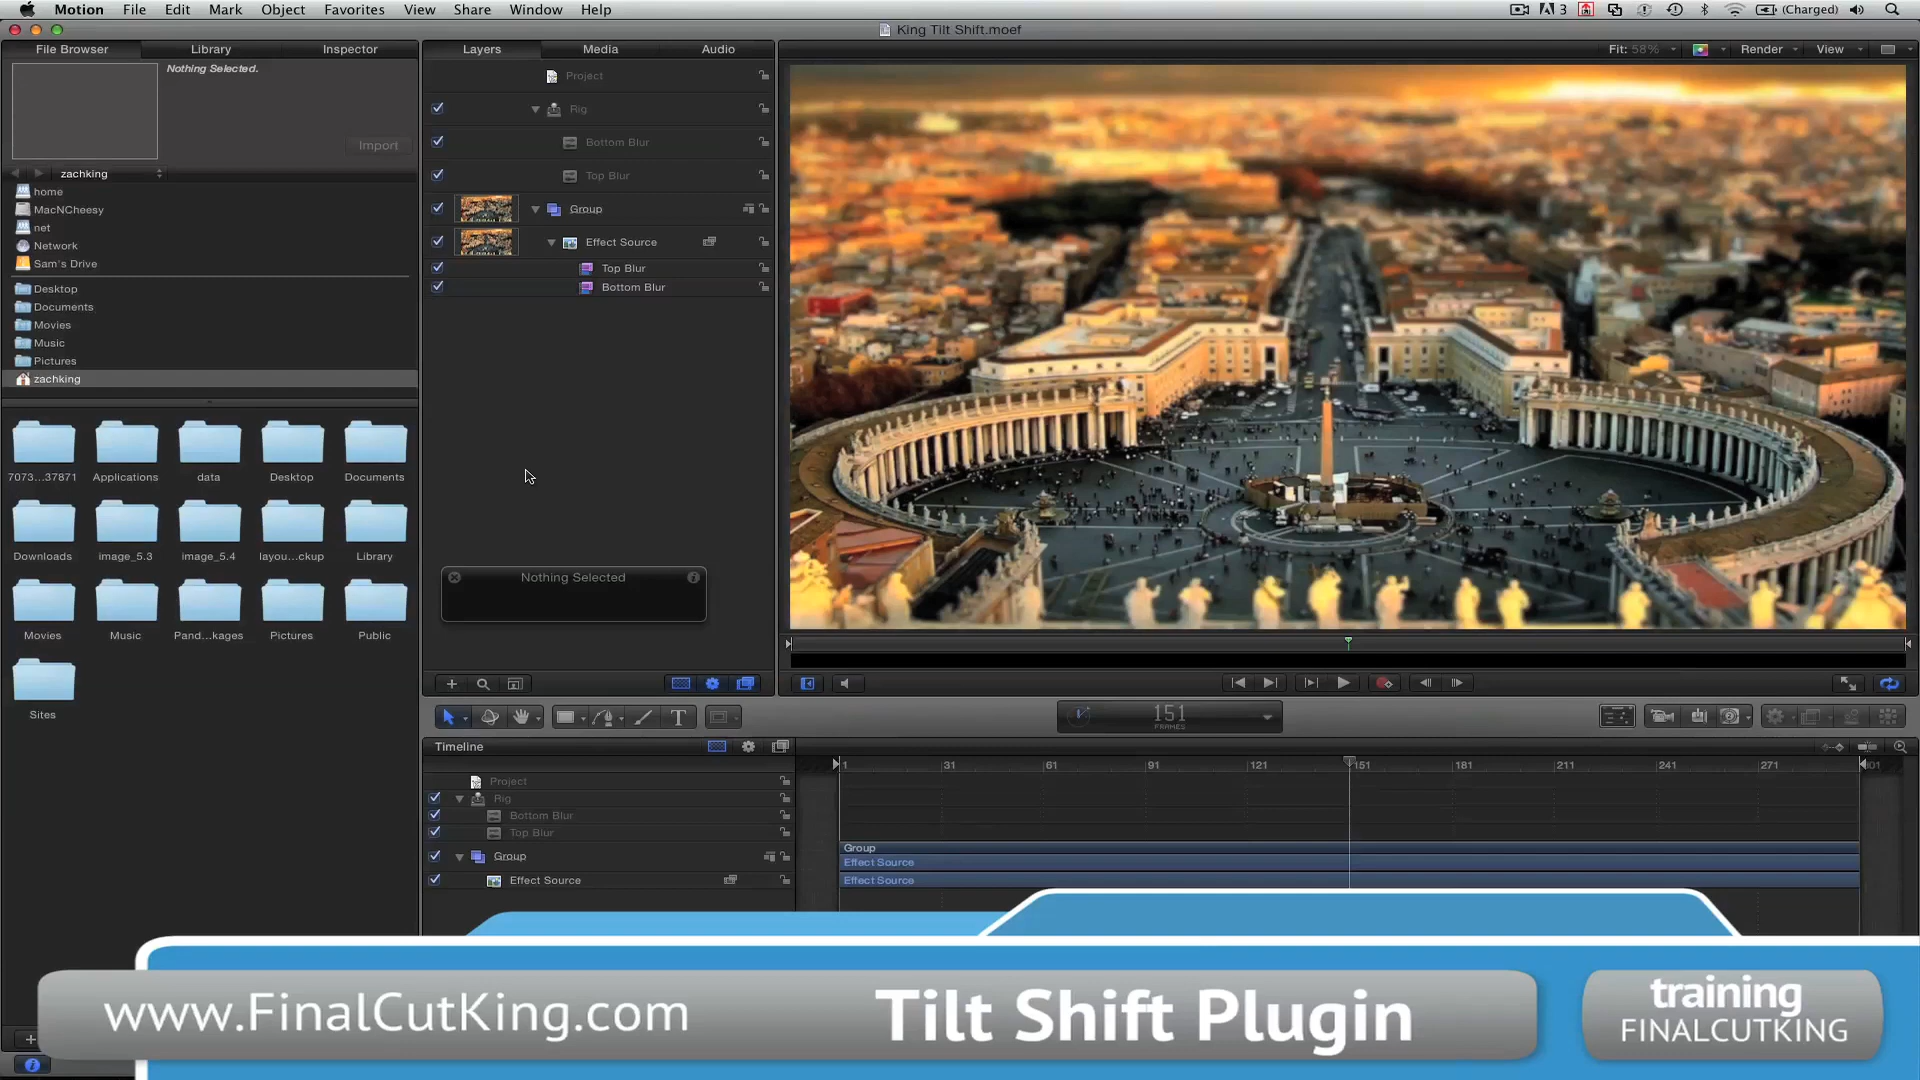 Motion File Edit Mark Object Favorites View Share Window Help
3 (Charged)
King Tilt Shift.moef
File Browser Library Inspector
Layers Media Audio
Fit: 58% Render View
Nothing Selected.
Import
zachking
home
MacNCheesy
net
Network
Sam's Drive
Desktop
Documents
Movies
Music
Pictures
zachking
7073...37871 Applications data Desktop Documents
Downloads image_5.3 image_5.4 layou...ckup Library
Movies Music Pand...kages Pictures Public
Sites
Project
Rig
Bottom Blur
Top Blur
Group
Effect Source
Top Blur
Bottom Blur
Nothing Selected
151
FRAMES
Timeline
1 31 61 91 121 151 181 211 241 271
Project
Rig
Bottom Blur
Top Blur
Group
Effect Source
Group
Effect Source
Effect Source
www.FinalCutKing.com
Tilt Shift Plugin
training
FINALCUTKING